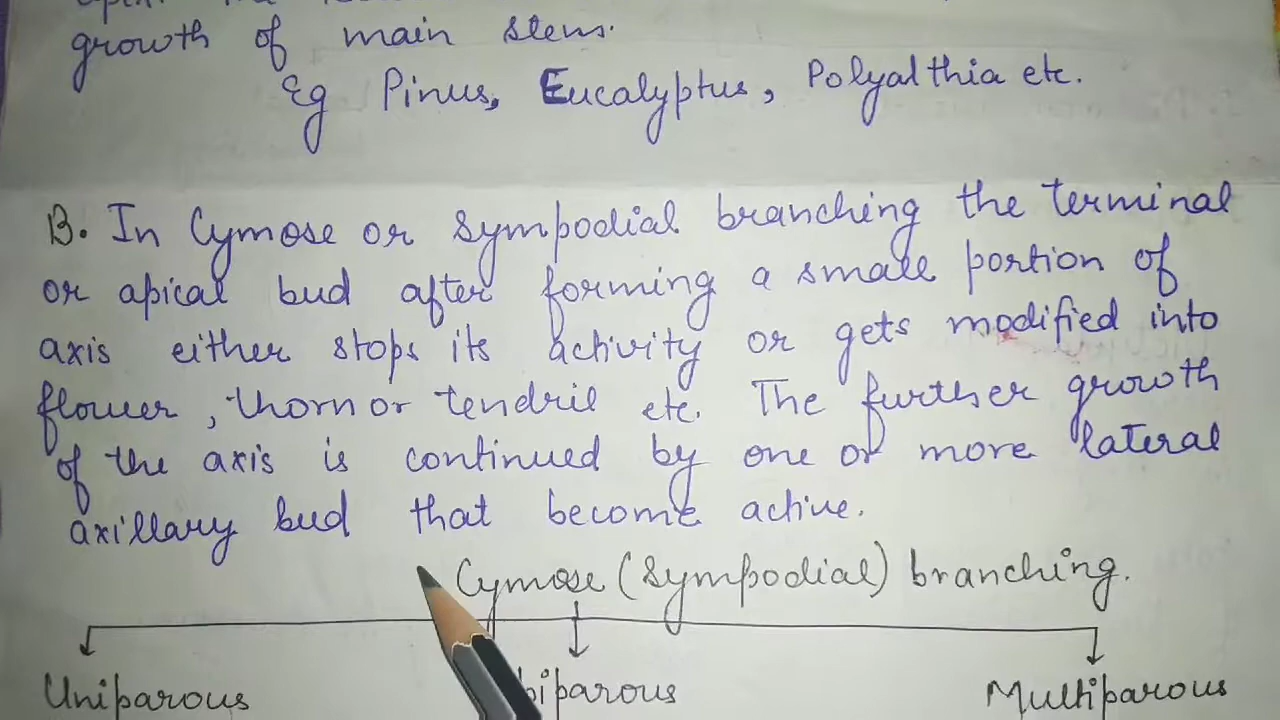 growth of main stem.
Eg Pinus, Eucalyptus, Polyalthia etc.
B. In Cymose or sympodial branching the terminal
or apical bud after forming a small portion of
axis either stops its activity or gets modified into
flower, thorn or tendril etc. The further growth
of the axis is continued by one or more lateral
axillary bud that become active.
Cymose (Sympodial) branching.
Uniparous biparous Multiparous